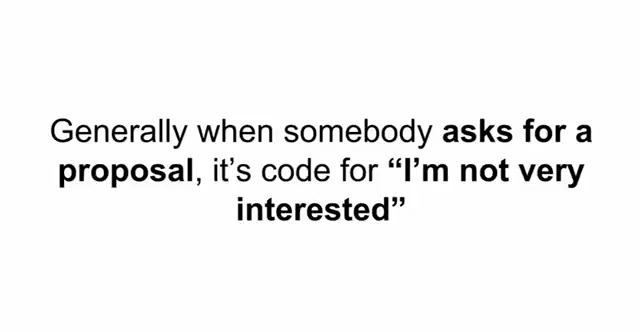 Generally when somebody asks for a
proposal, it’s code for “I’m not very
interested”